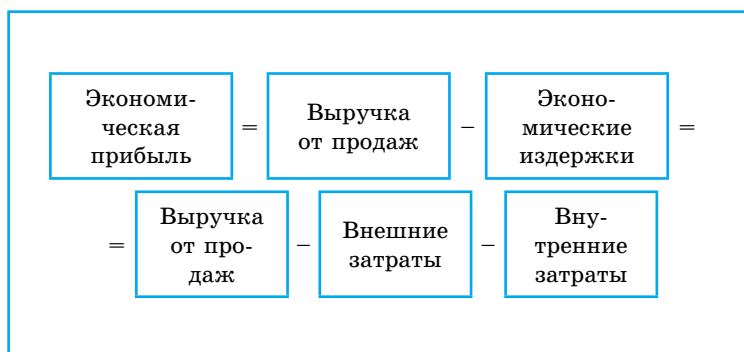 Экономи-
ческая
прибыль
=
Выручка
от продаж
–
Эконо-
мические
издержки
=
=
Выручка
от про-
даж
–
Внешние
затраты
–
Вну-
тренние
затраты